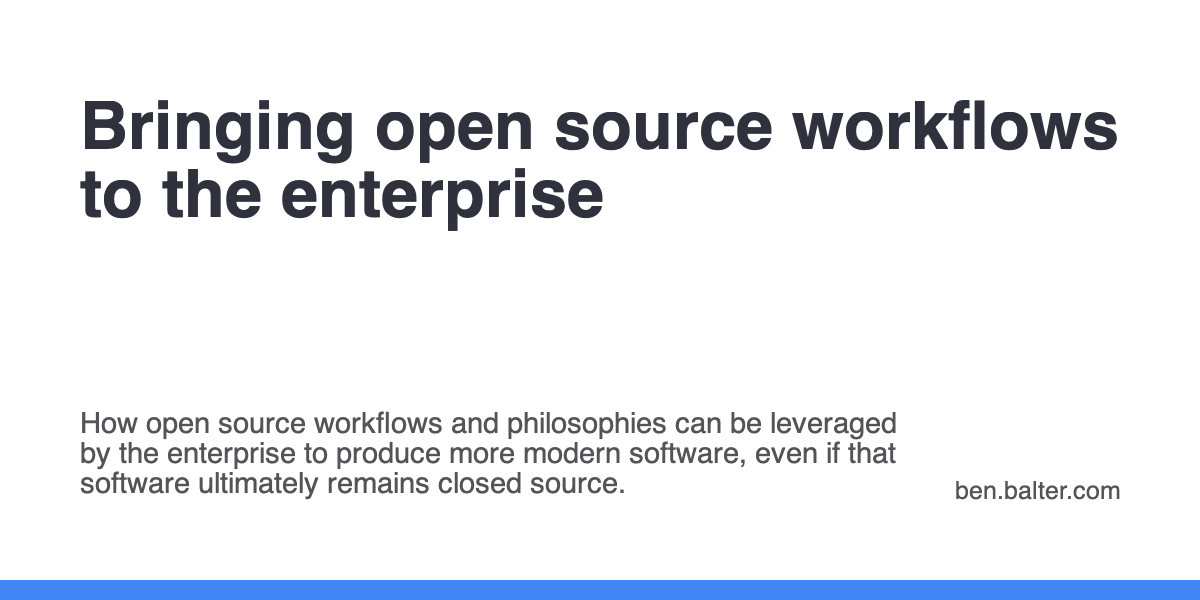 Bringing open source workflows
to the enterprise
How open source workflows and philosophies can be leveraged
by the enterprise to produce more modern software, even if that
software ultimately remains closed source.
ben.balter.com